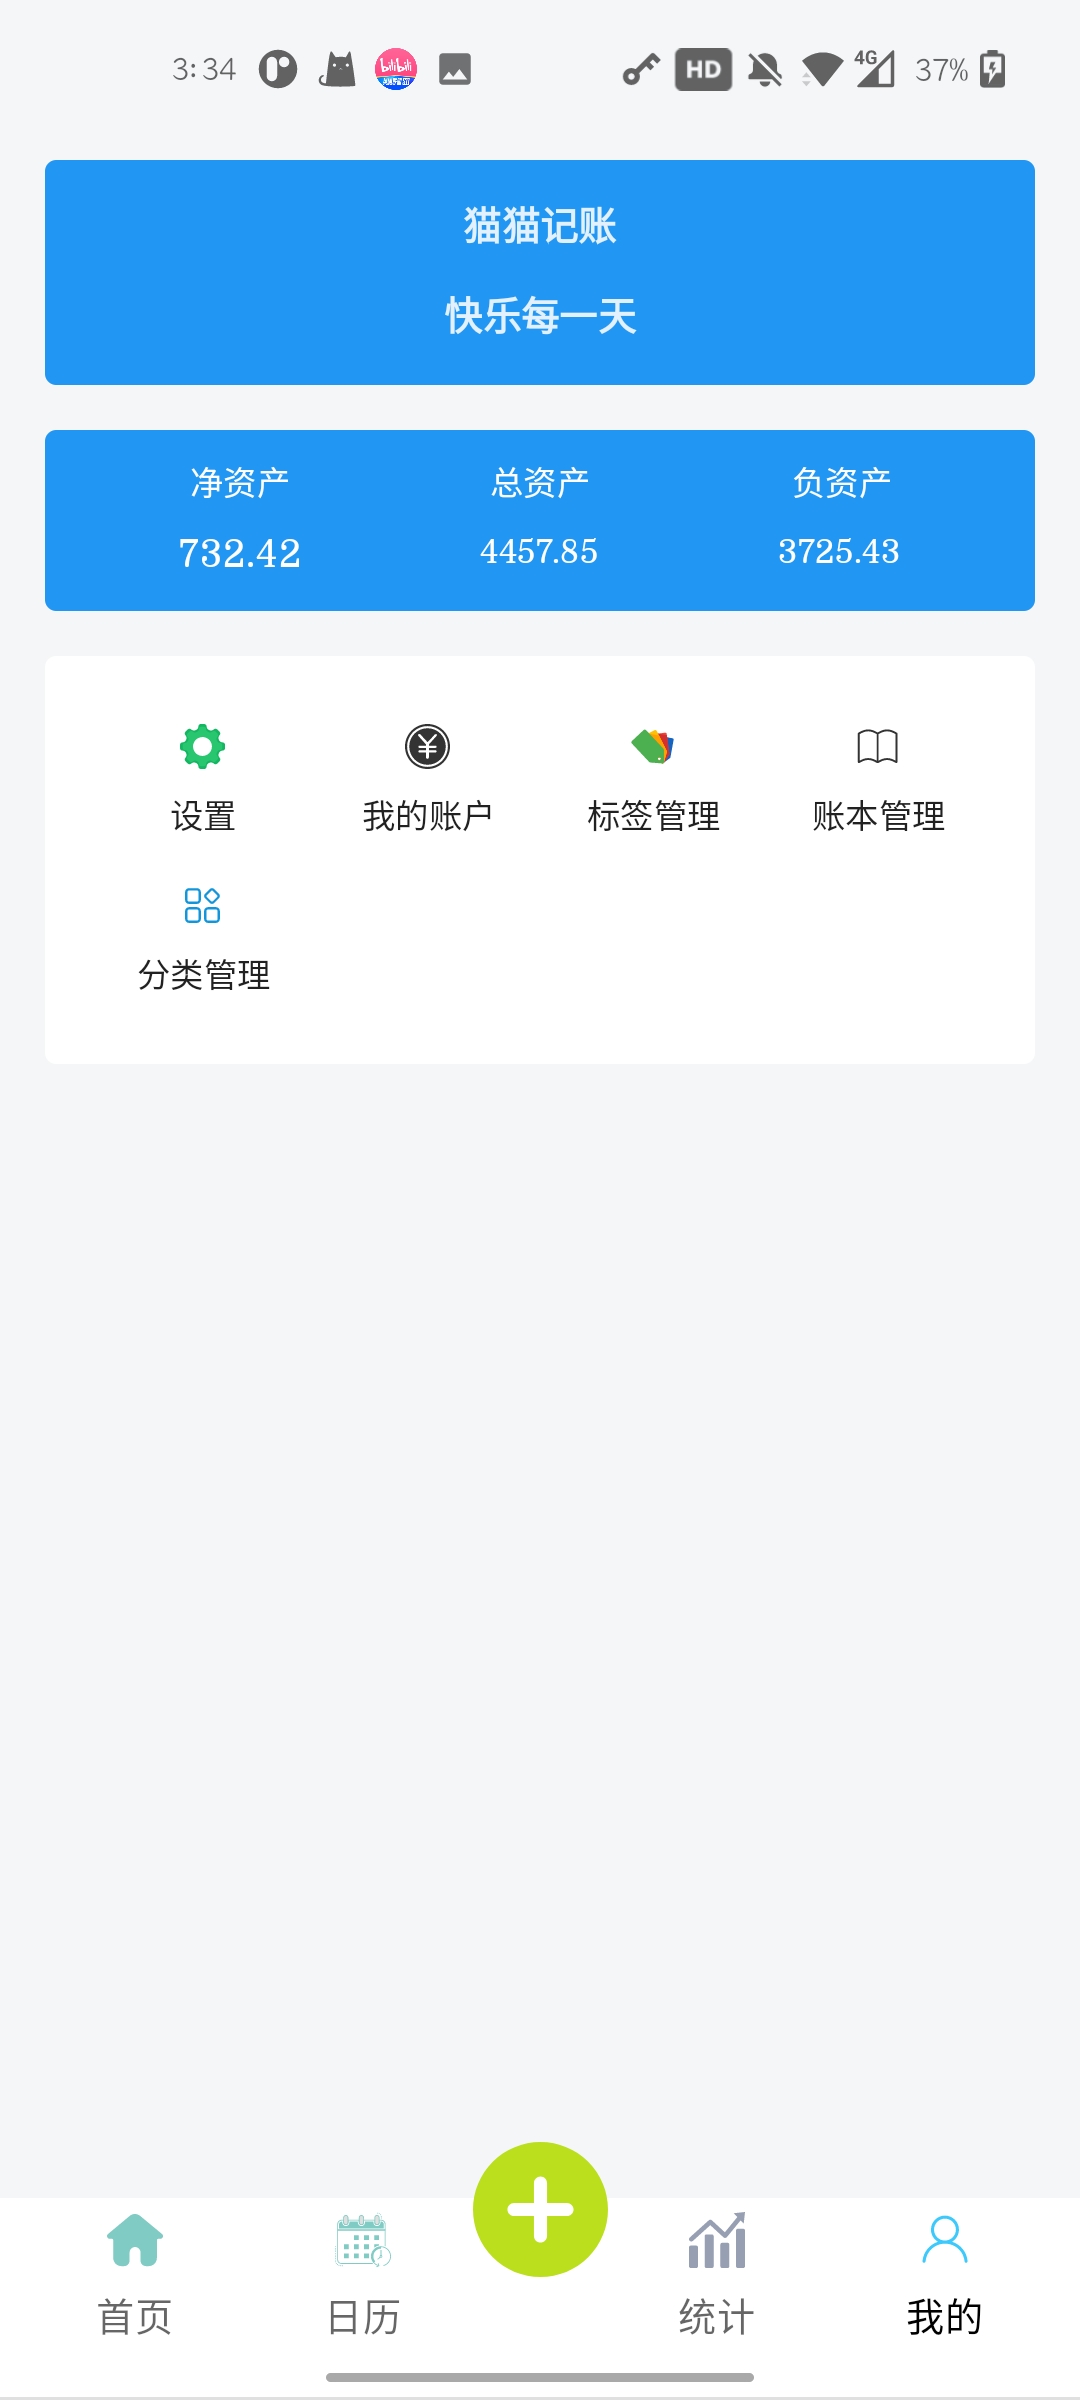 3:34
bilibili
HD
4G
37%
猫猫记账
快乐每一天
净资产 总资产 负资产
732.42 4457.85 3725.43
设置 我的账户 标签管理 账本管理
分类管理
首页 日历 统计 我的